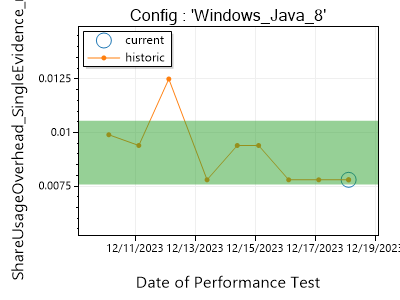 Config : 'Windows_Java_8'
current
historic
0.0125
0.01
0.0075
12/11/2023
12/13/2023
12/15/2023
12/17/2023
12/19/2023
Date of Performance Test
ShareUsageOverhead_SingleEvidence_